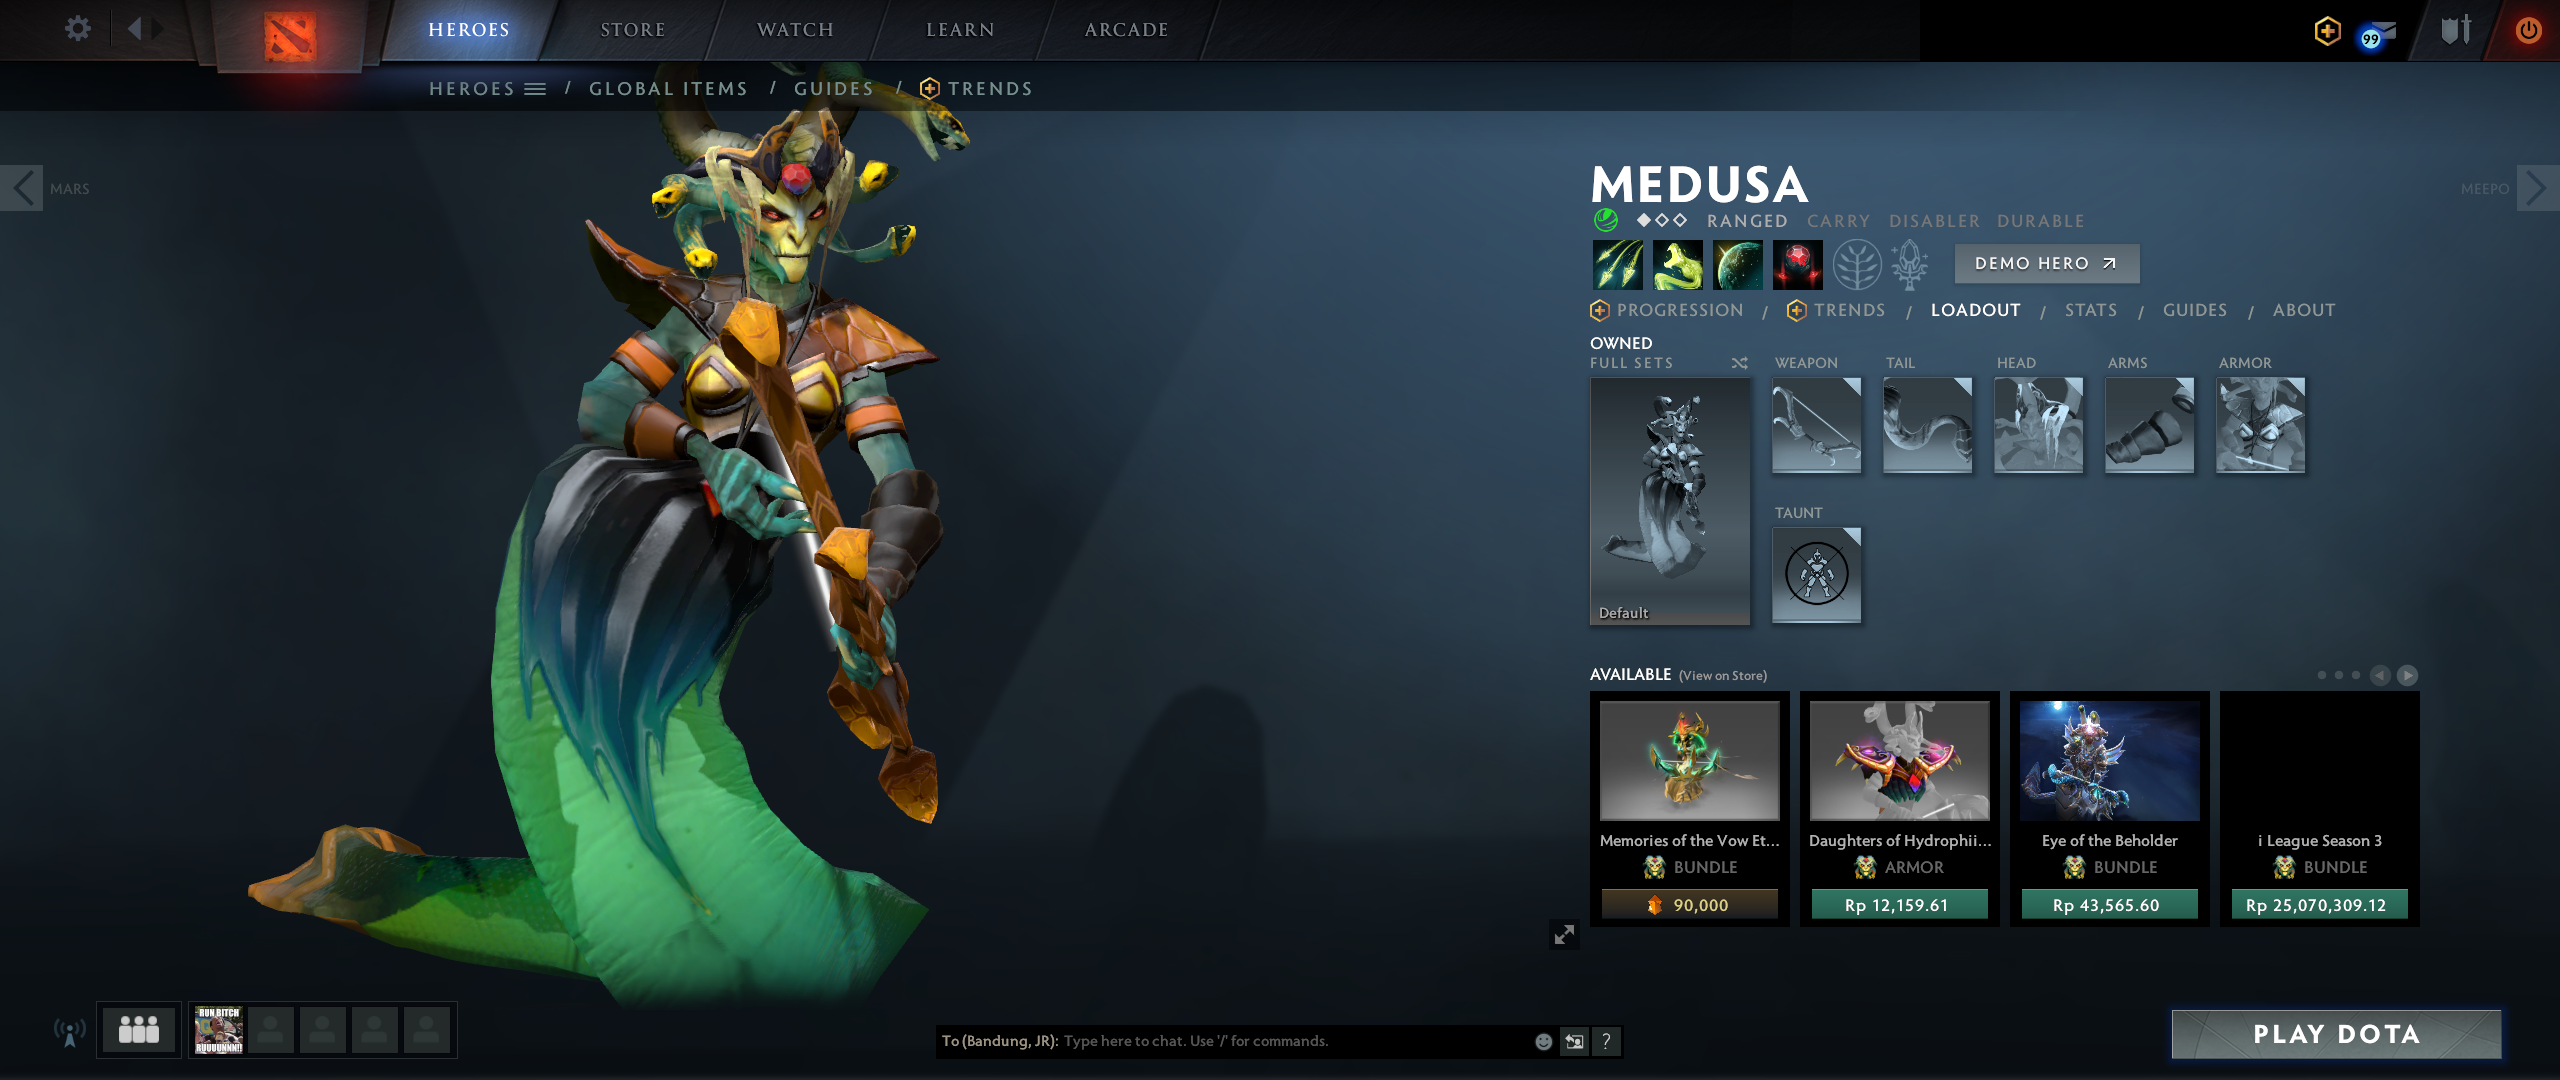 HEROES
STORE
WATCH
LEARN
ARCADE
99
HEROES / GLOBAL ITEMS / GUIDES / TRENDS
MARS
MEEPO
MEDUSA
RANGED CARRY DISABLER DURABLE
DEMO HERO
PROGRESSION / TRENDS / LOADOUT / STATS / GUIDES / ABOUT
OWNED
FULL SETS
WEAPON
TAIL
HEAD
ARMS
ARMOR
Default
TAUNT
AVAILABLE (View on Store)
Memories of the Vow Et...
BUNDLE
90,000
Daughters of Hydrophii...
ARMOR
Rp 12,159.61
Eye of the Beholder
BUNDLE
Rp 43,565.60
i League Season 3
BUNDLE
Rp 25,070,309.12
RUN BITCH
RUUUUNNN!!
To (Bandung, JR): Type here to chat. Use '/' for commands.
?
PLAY DOTA